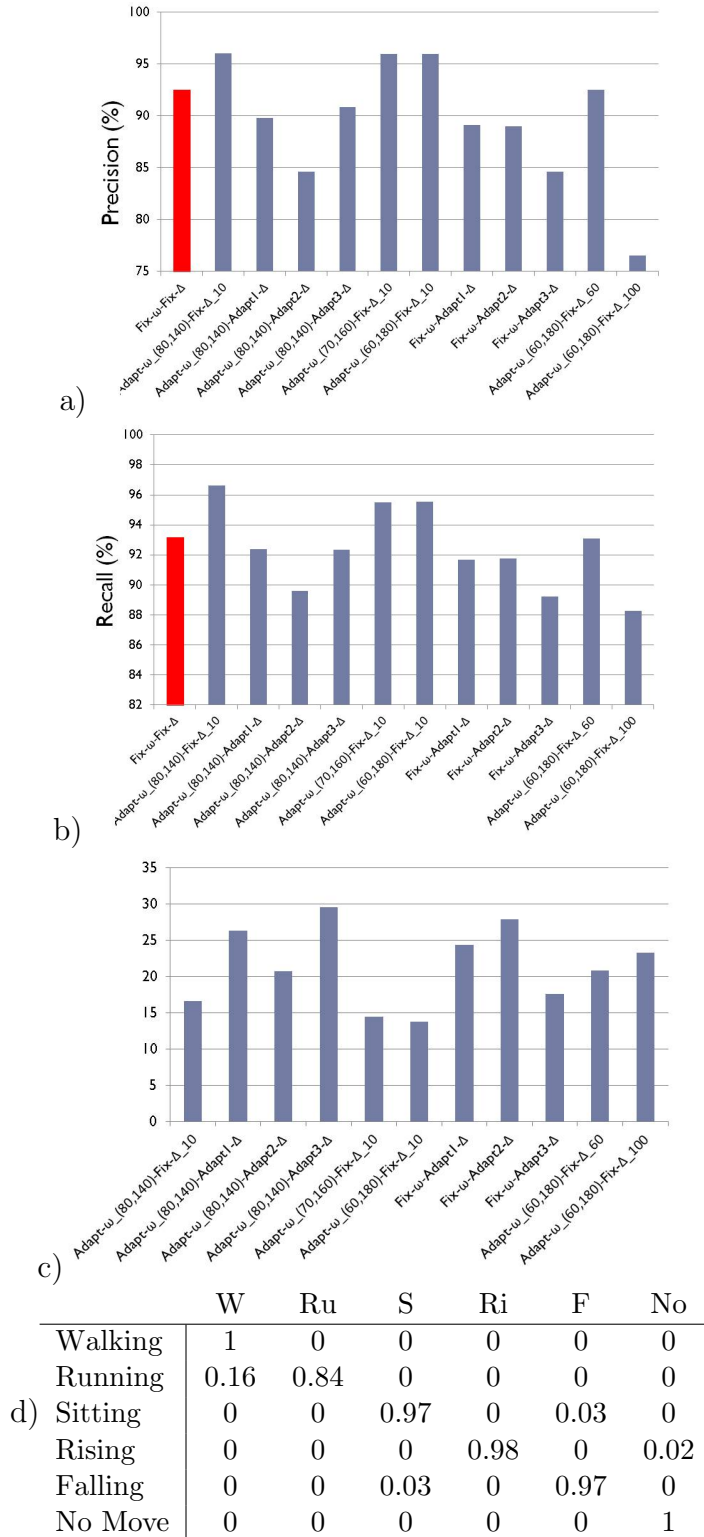 100
95
90
85
80
75
Precision (%)
Fix-ω-Fix-Δ
Adapt-ω_(80,140)-Fix-Δ_10
Adapt-ω_(80,140)-Adapt1-Δ
Adapt-ω_(80,140)-Adapt2-Δ
Adapt-ω_(80,140)-Adapt3-Δ
Adapt-ω_(70,160)-Fix-Δ_10
Adapt-ω_(60,180)-Fix-Δ_10
Fix-ω-Adapt1-Δ
Fix-ω-Adapt2-Δ
Fix-ω-Adapt3-Δ
Adapt-ω_(60,180)-Fix-Δ_60
Adapt-ω_(60,180)-Fix-Δ_100
a)
100
98
96
94
92
90
88
86
84
82
Recall (%)
Fix-ω-Fix-Δ
Adapt-ω_(80,140)-Fix-Δ_10
Adapt-ω_(80,140)-Adapt1-Δ
Adapt-ω_(80,140)-Adapt2-Δ
Adapt-ω_(80,140)-Adapt3-Δ
Adapt-ω_(70,160)-Fix-Δ_10
Adapt-ω_(60,180)-Fix-Δ_10
Fix-ω-Adapt1-Δ
Fix-ω-Adapt2-Δ
Fix-ω-Adapt3-Δ
Adapt-ω_(60,180)-Fix-Δ_60
Adapt-ω_(60,180)-Fix-Δ_100
b)
35
30
25
20
15
10
5
0
Adapt-ω_(80,140)-Fix-Δ_10
Adapt-ω_(80,140)-Adapt1-Δ
Adapt-ω_(80,140)-Adapt2-Δ
Adapt-ω_(80,140)-Adapt3-Δ
Adapt-ω_(70,160)-Fix-Δ_10
Adapt-ω_(60,180)-Fix-Δ_10
Fix-ω-Adapt1-Δ
Fix-ω-Adapt2-Δ
Fix-ω-Adapt3-Δ
Adapt-ω_(60,180)-Fix-Δ_60
Adapt-ω_(60,180)-Fix-Δ_100
c)
W Ru S Ri F No
Walking 1 0 0 0 0 0
Running 0.16 0.84 0 0 0 0
d) Sitting 0 0 0.97 0 0.03 0
Rising 0 0 0 0.98 0 0.02
Falling 0 0 0.03 0 0.97 0
No Move 0 0 0 0 0 1